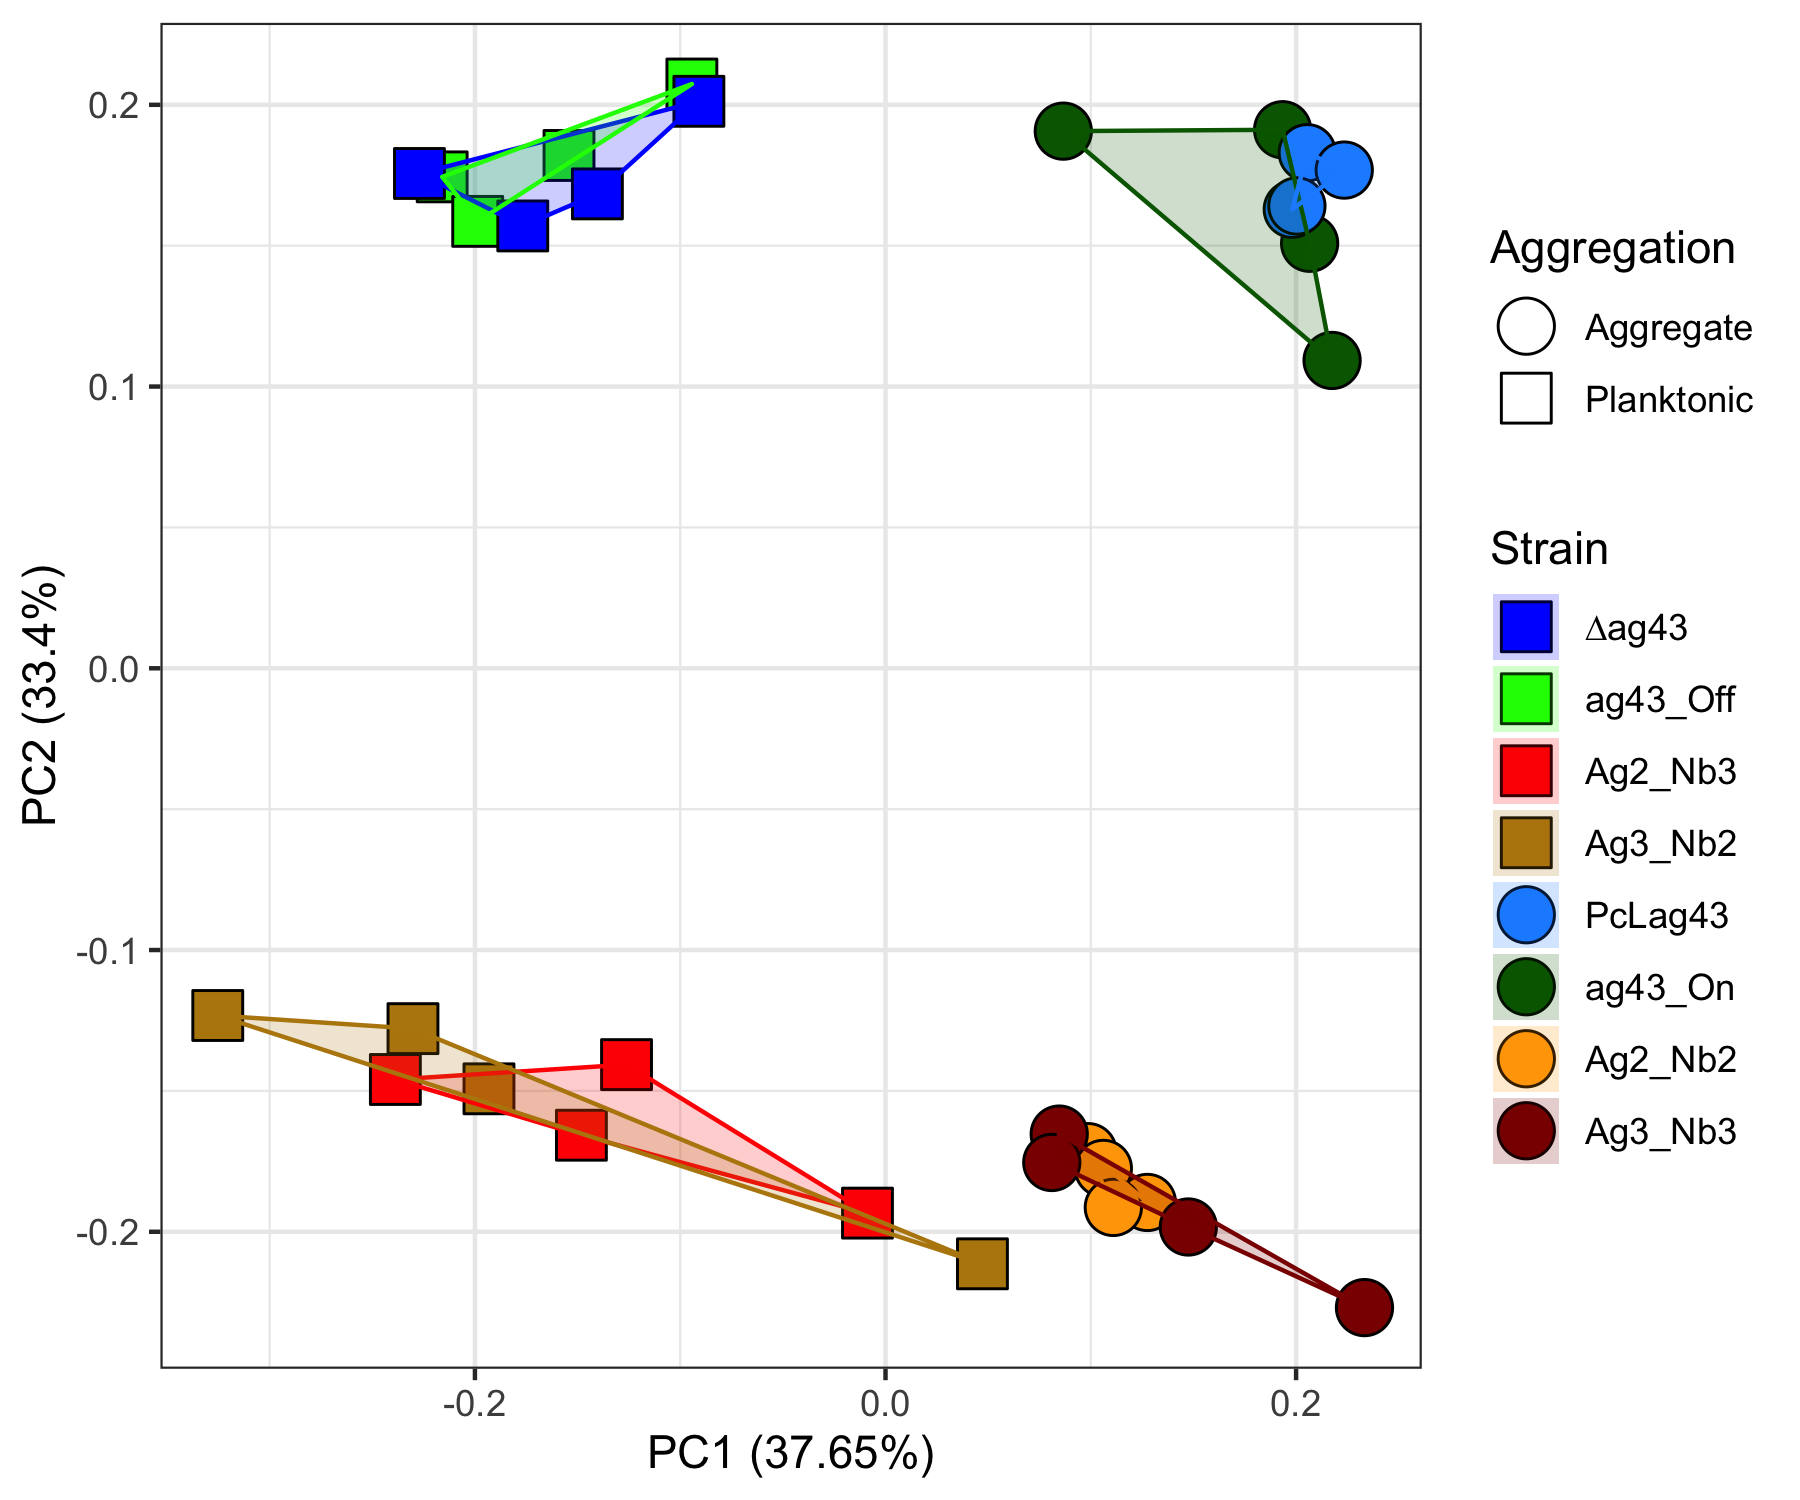 0.2
0.1
0.0
-0.1
-0.2
PC2 (33.4%)
-0.2
0.0
0.2
PC1 (37.65%)
Aggregation
Aggregate
Planktonic
Strain
Δag43
ag43_Off
Ag2_Nb3
Ag3_Nb2
PcLag43
ag43_On
Ag2_Nb2
Ag3_Nb3